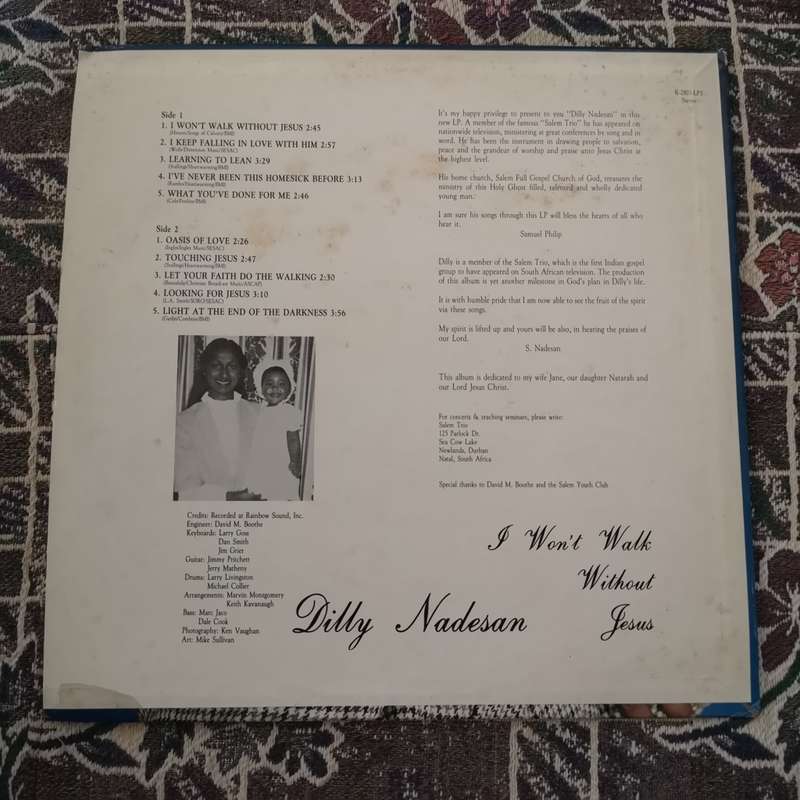 Stereo
Side 1
1. I WON'T WALK WITHOUT JESUS 2:45
2. I KEEP FALLING IN LOVE WITH HIM 2:57
3. LEARNING TO LEAN 3:29
(Stallings/Heartwarming/BMI)
4. I'VE NEVER BEEN THIS HOMESICK BEFORE 3:13
(Rambo/Heartwarming/BMI)
5. WHAT YOU'VE DONE FOR ME 2:46
Side 2
1. OASIS OF LOVE 2:26
2. TOUCHING JESUS 2:47
(Stallings/Heartwarming/BMI)
3. LET YOUR FAITH DO THE WALKING 2:30
4. LOOKING FOR JESUS 3:10
5. LIGHT AT THE END OF THE DARKNESS 3:56
Credits: Recorded at Rainbow Sound, Inc.
Engineer: David M. Boothe
Keyboards: Larry Goss
Dan Smith
Jim Grier
Guitar: Jimmy Pritchett
Jerry Matheny
Drums: Larry Livingston
Michael Collier
Arrangements: Marvin Montgomery
Keith Kavanaugh
Bass: Marc Jaco
Dale Cook
Photography: Ken Vaughan
Art: Mike Sullivan
It's my happy privilege to present to you "Dilly Nadesan" in this
new LP. A member of the famous "Salem Trio" he has appeared on
nationwide television, ministering at great conferences by song and in
word. He has been the instrument in drawing people to salvation,
peace and the grandeur of worship and praise unto Jesus Christ at
the highest level.
His home church, Salem Full Gospel Church of God, treasures the
ministry of this Holy Ghost filled, talented and wholly dedicated
young man.
I am sure his songs through this LP will bless the hearts of all who
hear it.
Samuel Philip
Dilly is a member of the Salem Trio, which is the first Indian gospel
group to have appeared on South African television. The production
of this album is yet another milestone in God's plan in Dilly's life.
It is with humble pride that I am now able to see the fruit of the spirit
via these songs.
My spirit is lifted up and yours will be also, in hearing the praises of
our Lord.
S. Nadesan
This album is dedicated to my wife Jane, our daughter Natarah and
our Lord Jesus Christ.
For concerts & teaching seminars, please write:
Salem Trio
125 Parlock Dr.
Sea Cow Lake
Newlands, Durban
Natal, South Africa
Special thanks to David M. Boothe and the Salem Youth Club
I Won't Walk
Without
Jesus
Dilly Nadesan